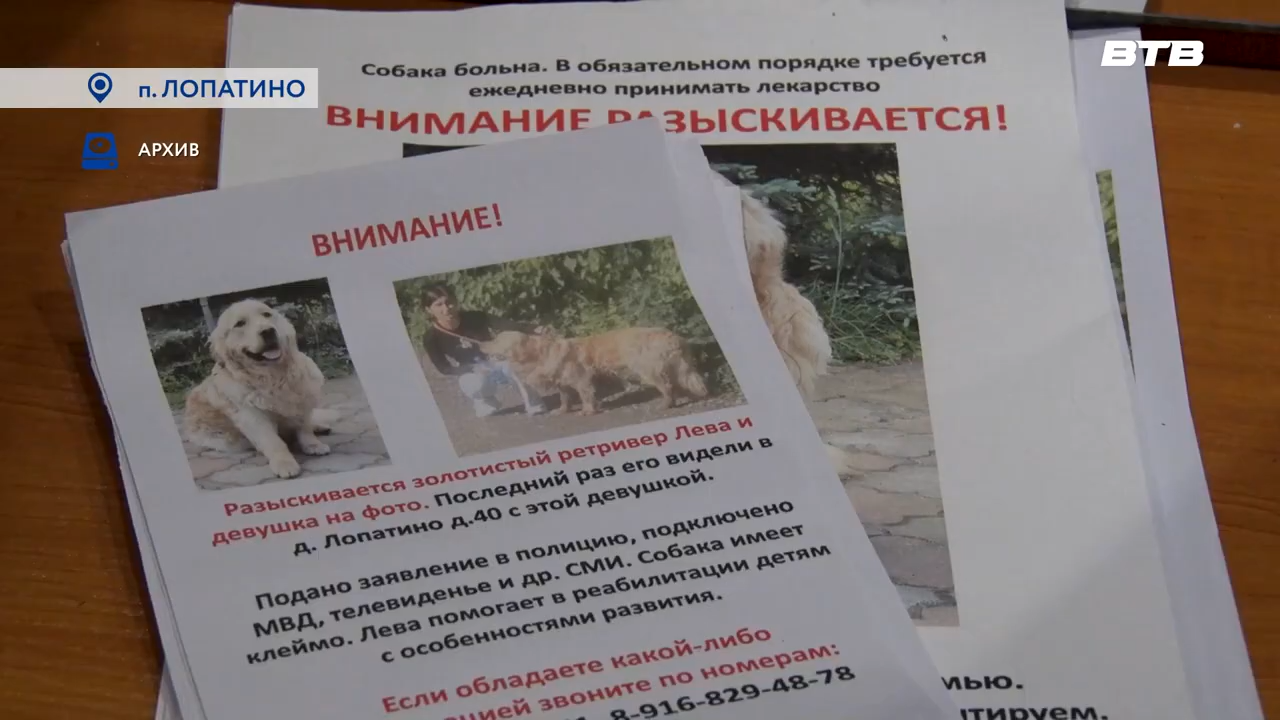 ВТВ
п. ЛОПАТИНО
АРХИВ
Собака больна. В обязательном порядке требуется
ежедневно принимать лекарство
ВНИМАНИЕ РАЗЫСКИВАЕТСЯ!
ВНИМАНИЕ!
Разыскивается золотистый ретривер Лева и
девушка на фото. Последний раз его видели в
д. Лопатино д.40 с этой девушкой.
Подано заявление в полицию, подключено
МВД, телевиденье и др. СМИ. Собака имеет
клеймо. Лева помогает в реабилитации детям
с особенностями развития.
Если обладаете какой-либо
звоните по номерам:
8-916-829-48-78